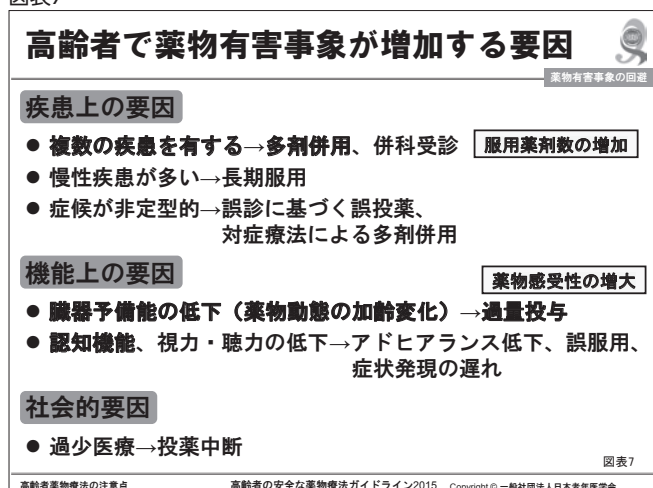 図表7
高齢者で薬物有害事象が増加する要因
薬物有害事象の回避
疾患上の要因
● 複数の疾患を有する→多剤併用、併科受診
服用薬剤数の増加
● 慢性疾患が多い→長期服用
● 症候が非定型的→誤診に基づく誤投薬、
対症療法による多剤併用
機能上の要因
薬物感受性の増大
● 臓器予備能の低下（薬物動態の加齢変化）→過量投与
● 認知機能、視力・聴力の低下→アドヒアランス低下、誤服用、
症状発現の遅れ
社会的要因
● 過少医療→投薬中断
図表7
高齢者薬物療法の注意点 高齢者の安全な薬物療法ガイドライン2015 Copyright © 一般社団法人日本老年医学会